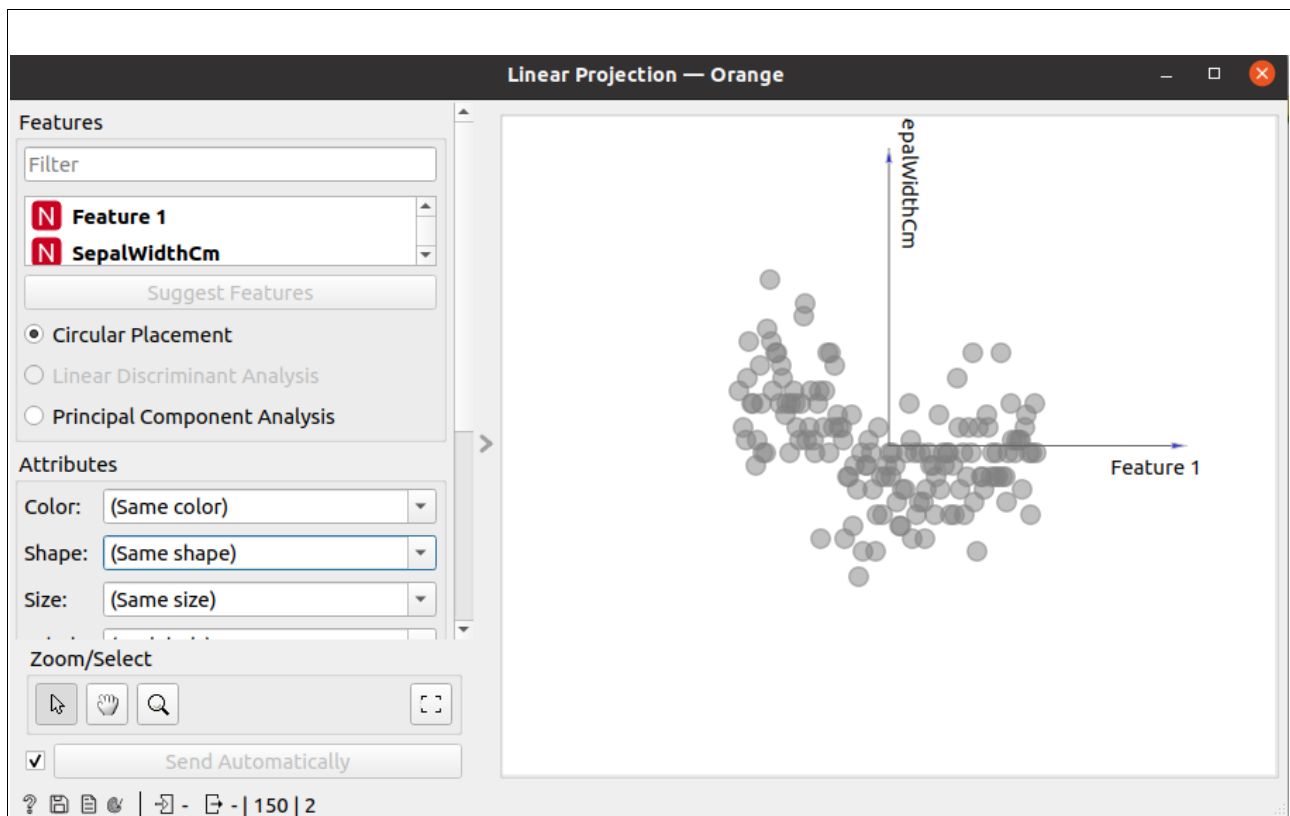 Linear Projection — Orange
Features
Filter
N Feature 1
N SepalWidthCm
Suggest Features
Circular Placement
Linear Discriminant Analysis
Principal Component Analysis
Attributes
Color: (Same color)
Shape: (Same shape)
Size: (Same size)
Zoom/Select
Send Automatically
? - - | 150 | 2
epalWidthCm
Feature 1